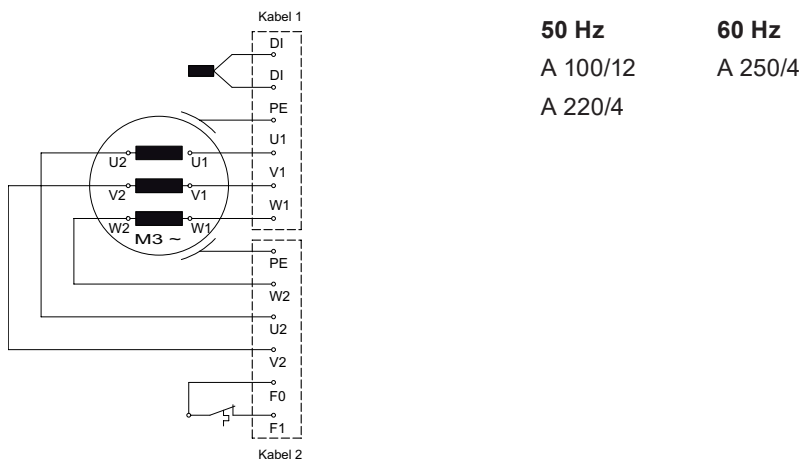 Kabel 1
DI
DI
PE
U1
V1
W1
U2 U1
V2 V1
W2 W1
M3 ~
PE
W2
U2
V2
F0
F1
Kabel 2
50 Hz 60 Hz
A 100/12 A 250/4
A 220/4